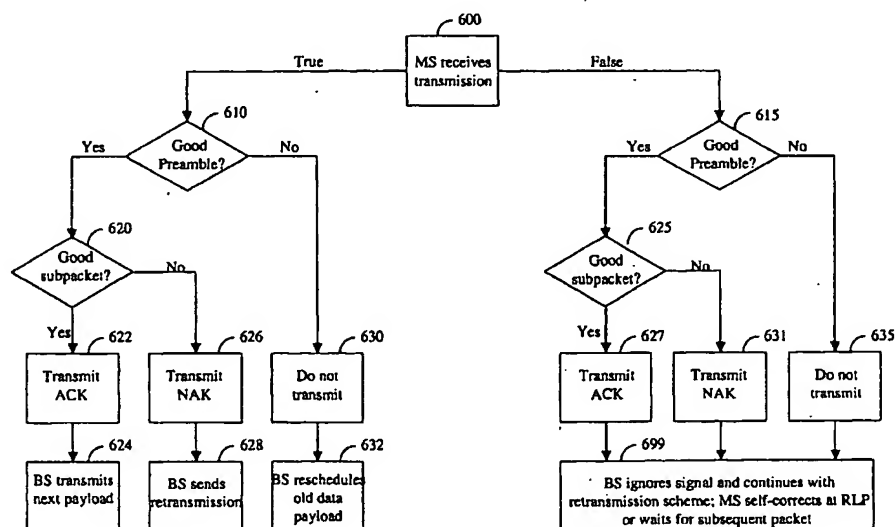 600
MS receives
transmission
True
False
610
Good
Preamble?
Yes
No
615
Good
Preamble?
Yes
No
620
Good
subpacket?
No
Yes
625
Good
subpacket?
No
Yes
622
Transmit
ACK
626
Transmit
NAK
630
Do not
transmit
627
Transmit
ACK
631
Transmit
NAK
635
Do not
transmit
624
BS transmits
next payload
628
BS sends
retransmission
632
BS reschedules
old data
payload
699
BS ignores signal and continues with
retransmission scheme; MS self-corrects at RLP
or waits for subsequent packet